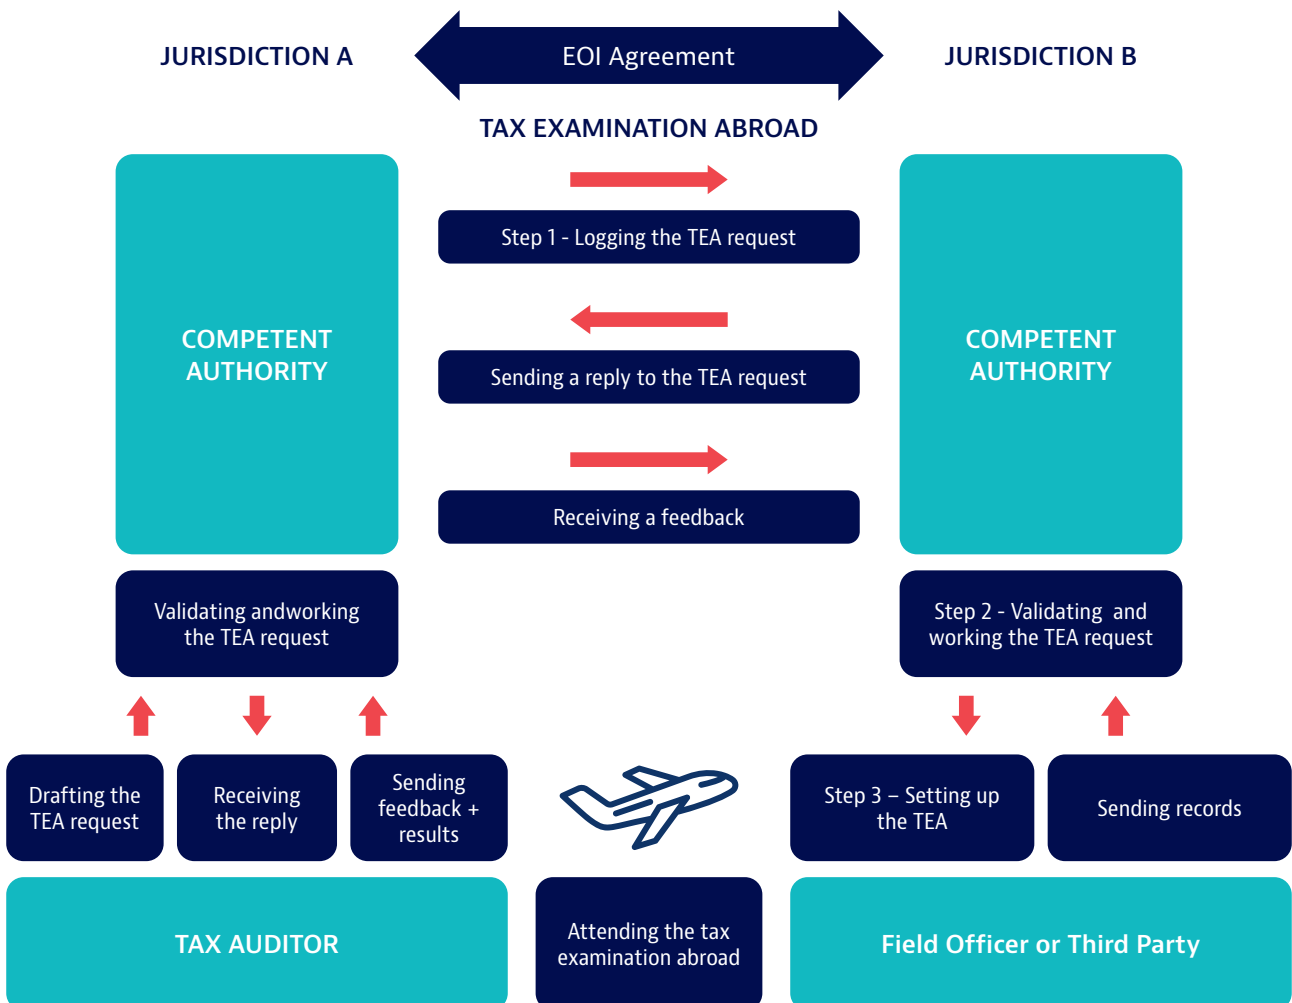 JURISDICTION A
EOI Agreement
JURISDICTION B
TAX EXAMINATION ABROAD
Step 1 - Logging the TEA request
COMPETENT
AUTHORITY
Sending a reply to the TEA request
COMPETENT
AUTHORITY
Receiving a feedback
Validating andworking
the TEA request
Step 2 - Validating and
working the TEA request
Drafting the
TEA request
Receiving
the reply
Sending
feedback +
results
Step 3 – Setting up
the TEA
Sending records
TAX AUDITOR
Attending the tax
examination abroad
Field Officer or Third Party